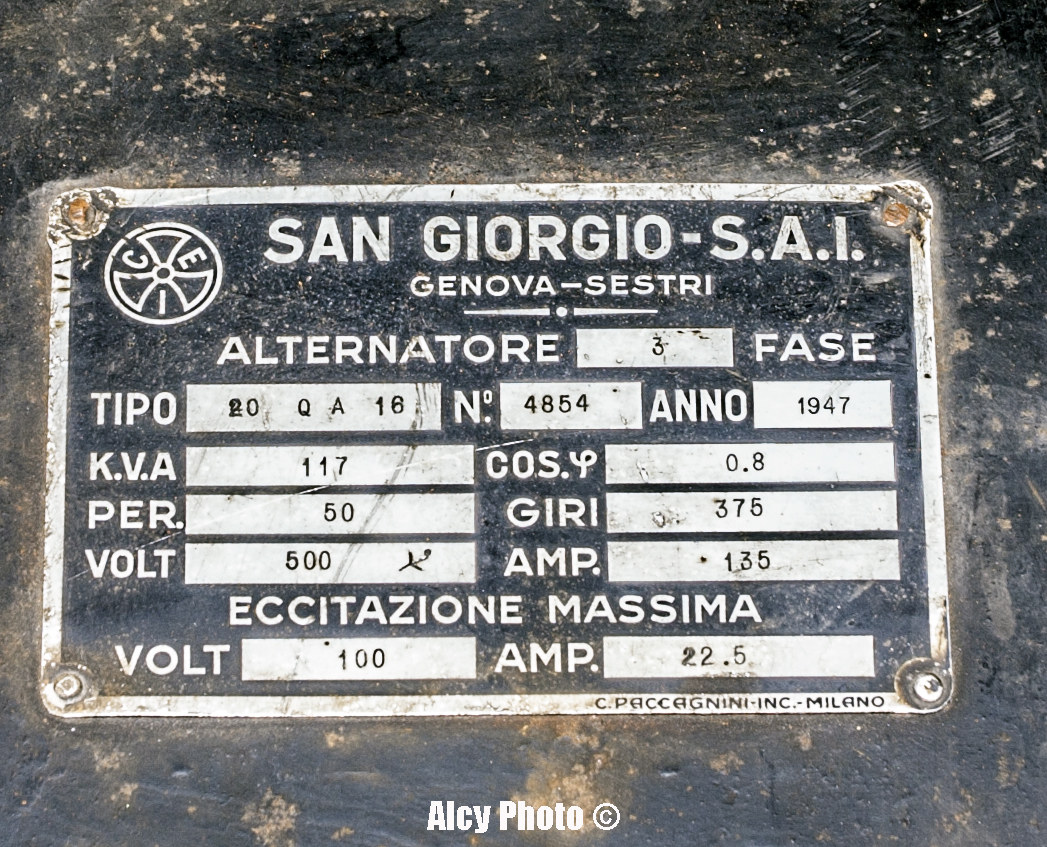 SAN GIORGIO-S.A.I.
GENOVA-SESTRI
C E I
ALTERNATORE 3 FASE
TIPO 20 Q A 16 Nº. 4854 ANNO 1947
K.V.A 117 COS.φ 0.8
PER. 50 GIRI 375
VOLT 500 AMP. 135
ECCITAZIONE MASSIMA
VOLT 100 AMP. 22.5
C.PACCAGNINI-INC.-MILANO
Alcy Photo ©